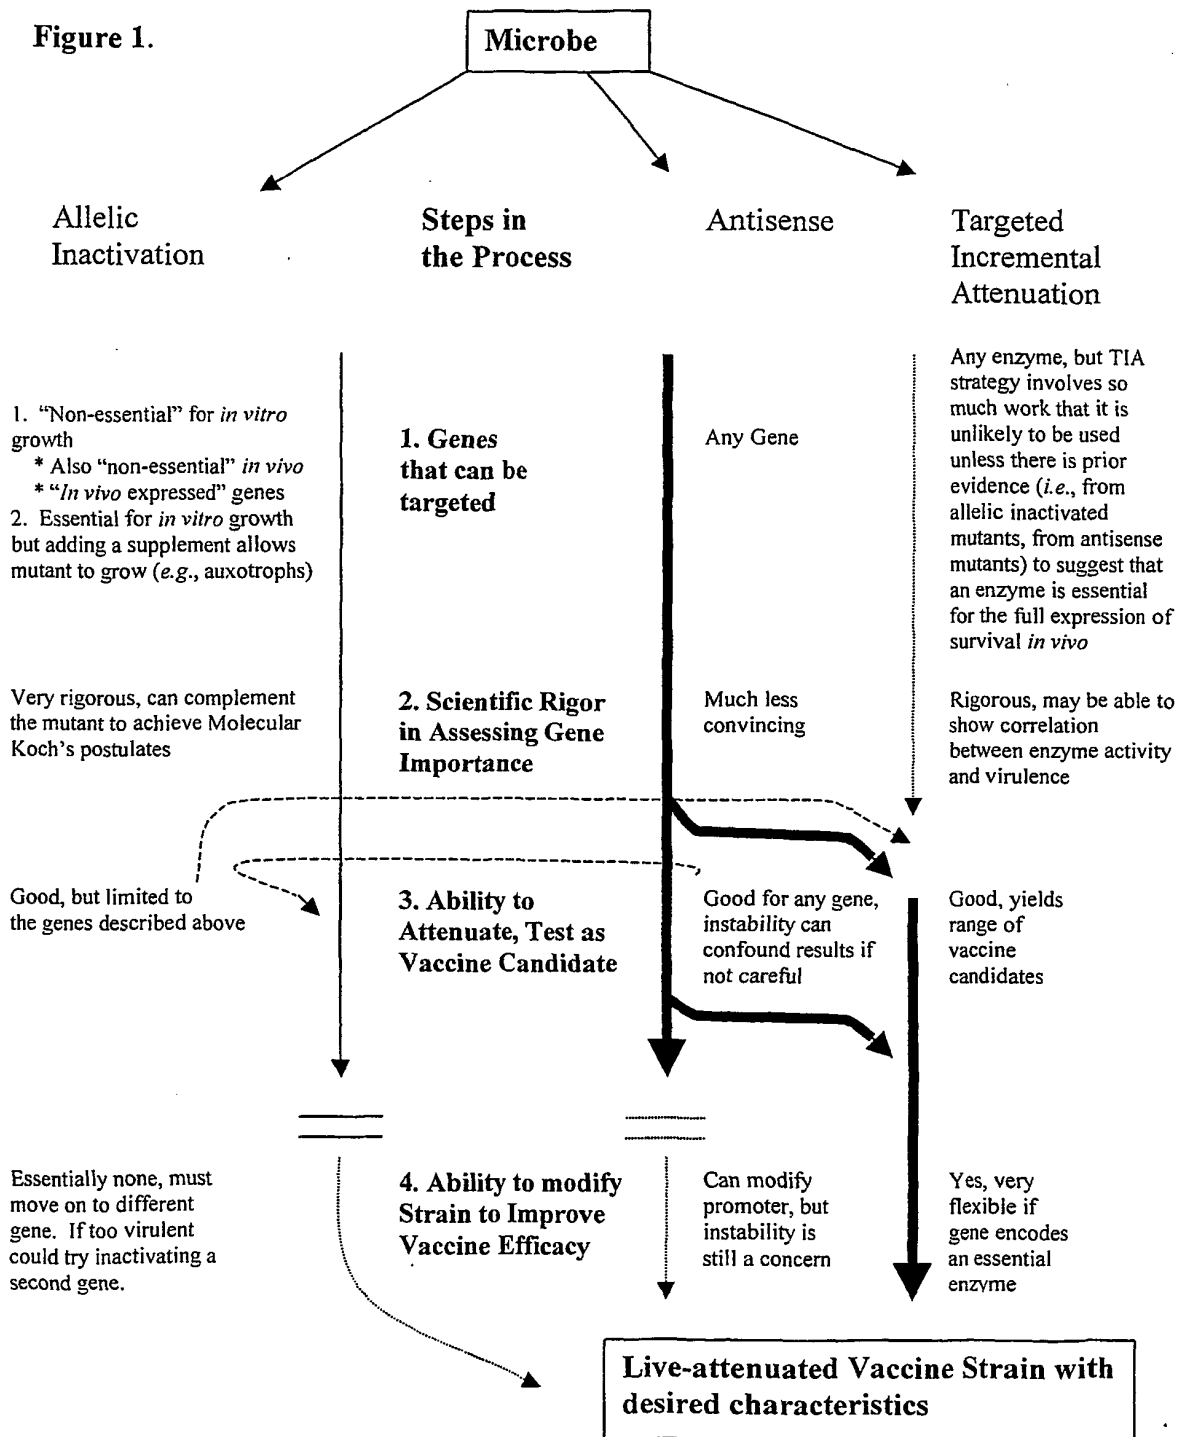 Figure 1.
Microbe
Allelic
Inactivation
Steps in
the Process
Antisense
Targeted
Incremental
Attenuation
1. "Non-essential" for in vitro
growth
* Also "non-essential" in vivo
* "In vivo expressed" genes
2. Essential for in vitro growth
but adding a supplement allows
mutant to grow (e.g., auxotrophs)
1. Genes
that can be
targeted
Any Gene
Any enzyme, but TIA
strategy involves so
much work that it is
unlikely to be used
unless there is prior
evidence (i.e., from
allelic inactivated
mutants, from antisense
mutants) to suggest that
an enzyme is essential
for the full expression of
survival in vivo
Very rigorous, can complement
the mutant to achieve Molecular
Koch's postulates
2. Scientific Rigor
in Assessing Gene
Importance
Much less
convincing
Rigorous, may be able to
show correlation
between enzyme activity
and virulence
Good, but limited to
the genes described above
3. Ability to
Attenuate, Test as
Vaccine Candidate
Good for any gene,
instability can
confound results if
not careful
Good, yields
range of
vaccine
candidates
Essentially none, must
move on to different
gene. If too virulent
could try inactivating a
second gene.
4. Ability to modify
Strain to Improve
Vaccine Efficacy
Can modify
promoter, but
instability is
still a concern
Yes, very
flexible if
gene encodes
an essential
enzyme
Live-attenuated Vaccine Strain with
desired characteristics